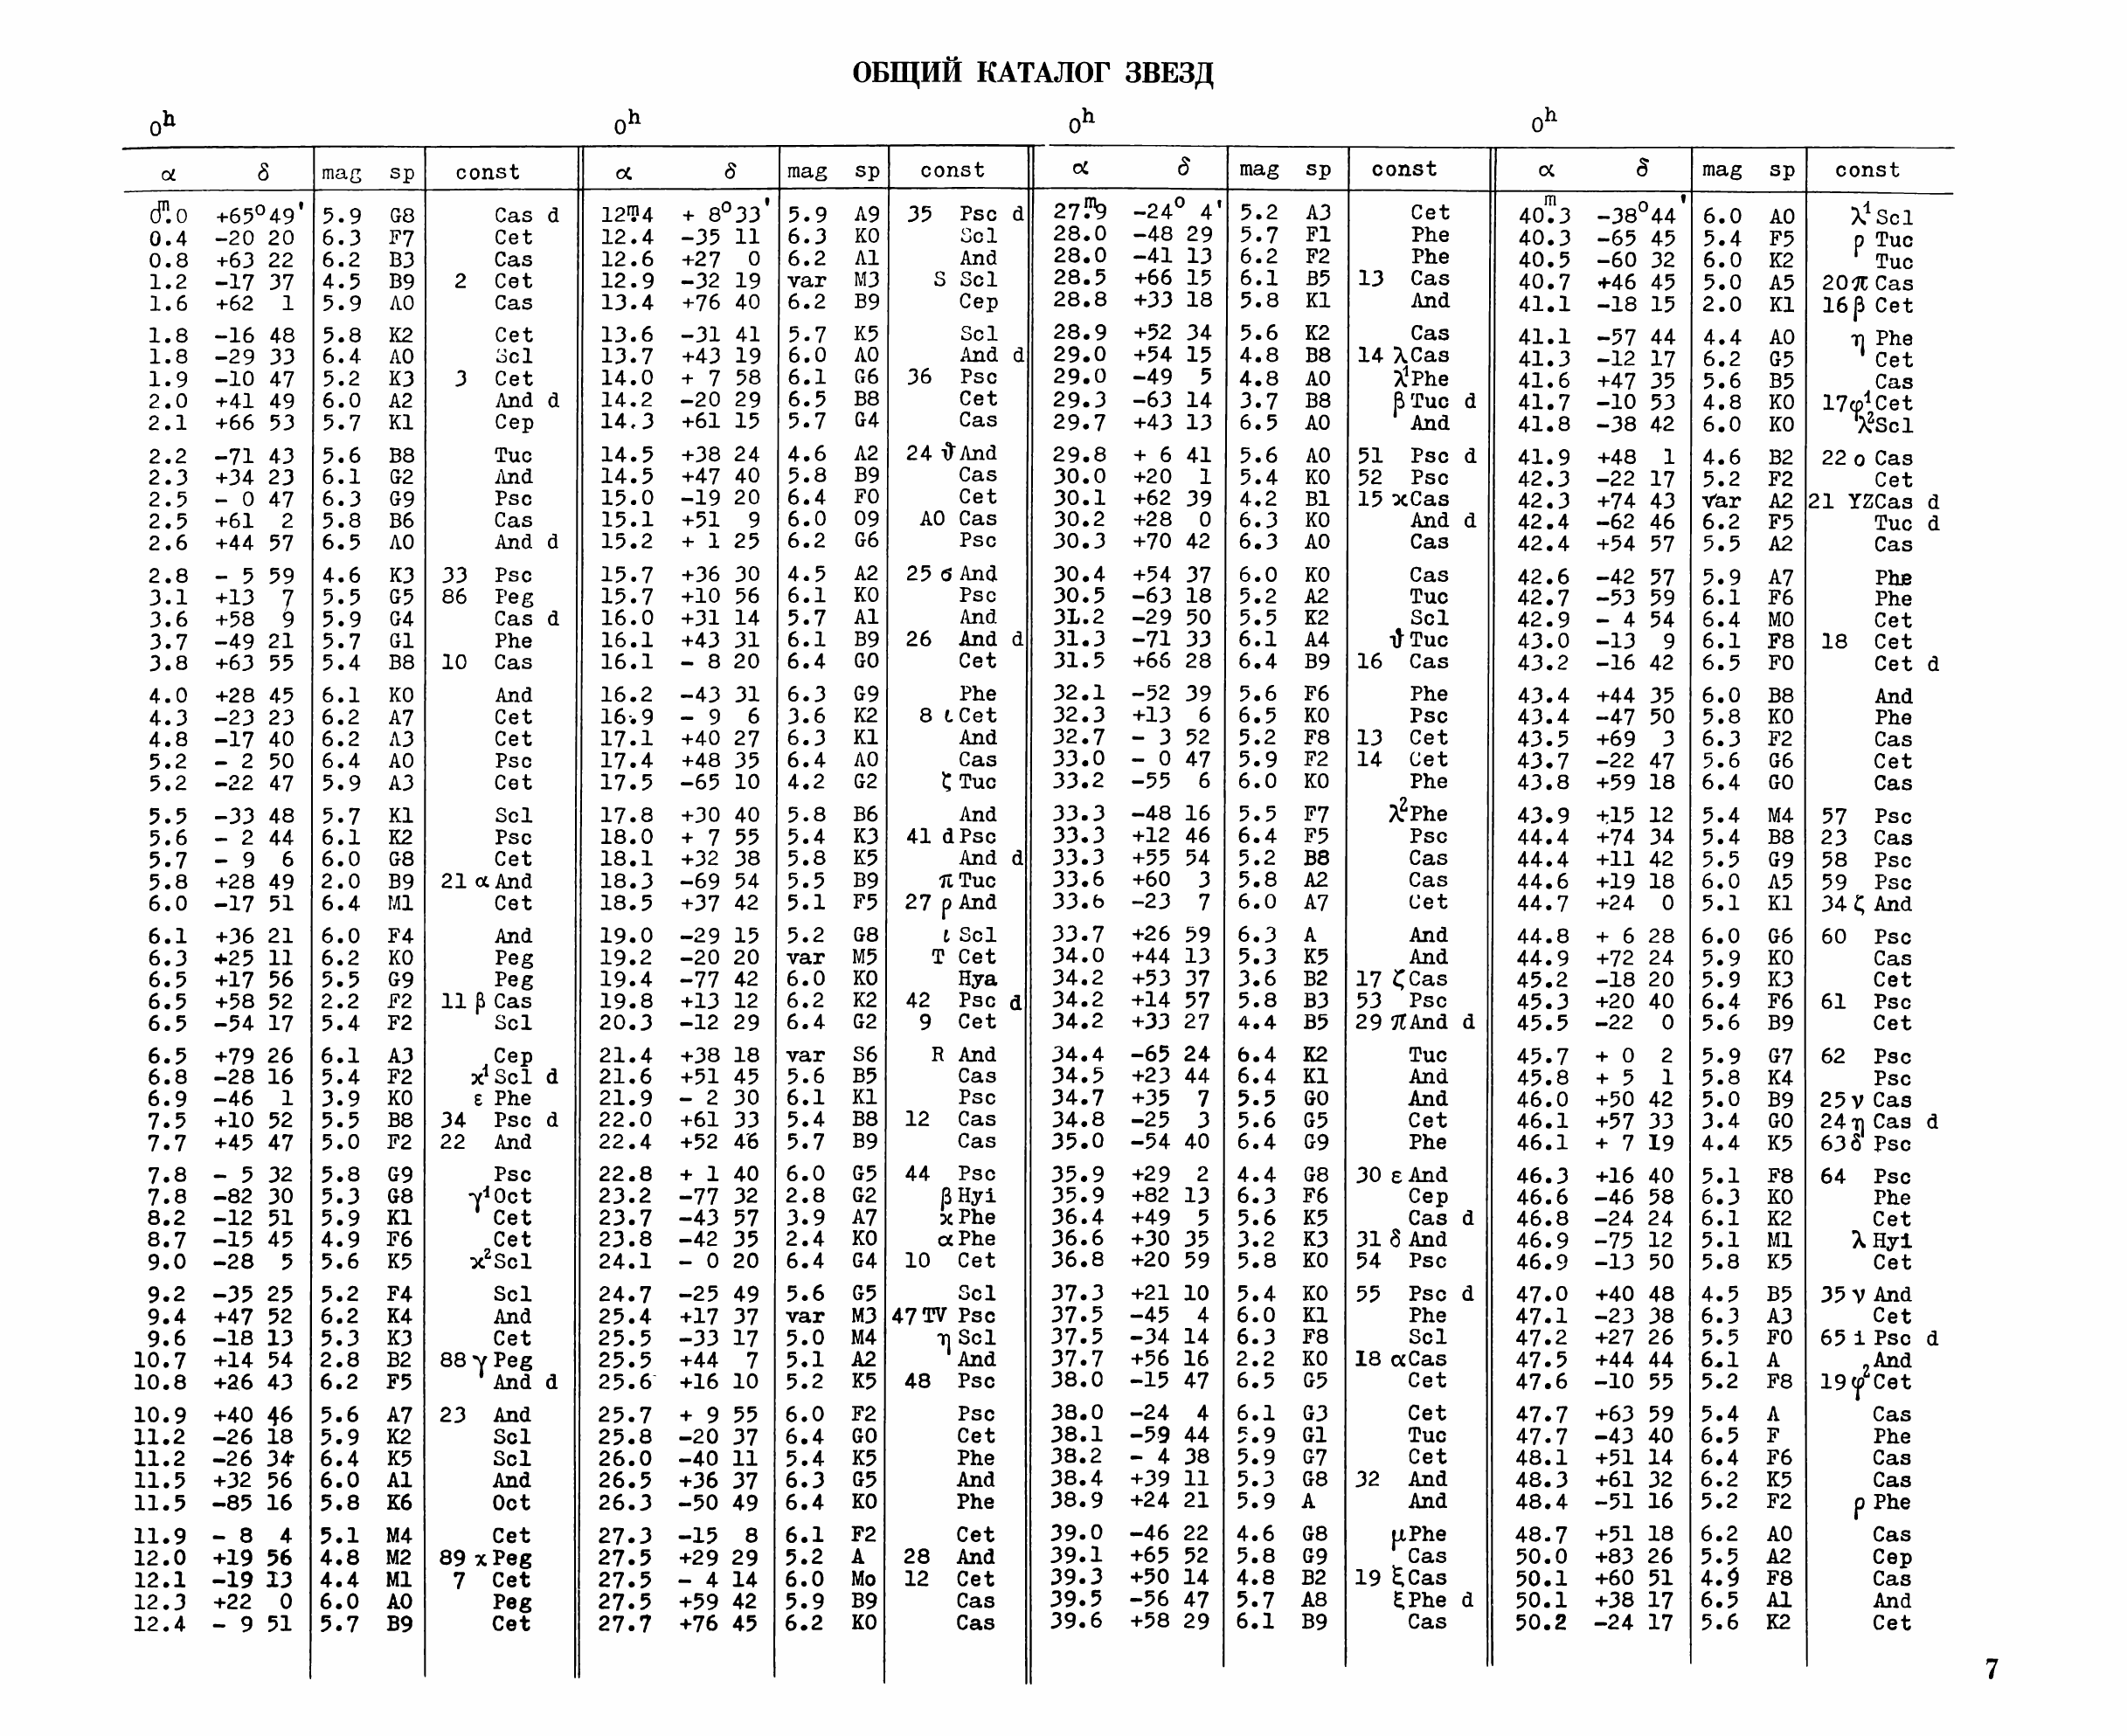 ОБЩИЙ КАТАЛОГ ЗВЕЗД
0h
α δ mag sp const
0m.0 +65°49' 5.9 G8 Cas d
0.4 -20 20 6.3 F7 Cet
0.8 +63 22 6.2 B3 Cas
1.2 -17 37 4.5 B9 2 Cet
1.6 +62 1 5.9 A0 Cas
1.8 -16 48 5.8 K2 Cet
1.8 -29 33 6.4 A0 Scl
1.9 -10 47 5.2 K3 3 Cet
2.0 +41 49 6.0 A2 And d
2.1 +66 53 5.7 K1 Cep
2.2 -71 43 5.6 B8 Tuc
2.3 +34 23 6.1 G2 And
2.5 - 0 47 6.3 G9 Psc
2.5 +61 2 5.8 B6 Cas
2.6 +44 57 6.5 A0 And d
2.8 - 5 59 4.6 K3 33 Psc
3.1 +13 7 5.5 G5 86 Peg
3.6 +58 9 5.9 G4 Cas d
3.7 -49 21 5.7 G1 Phe
3.8 +63 55 5.4 B8 10 Cas
4.0 +28 45 6.1 K0 And
4.3 -23 23 6.2 A7 Cet
4.8 -17 40 6.2 A3 Cet
5.2 - 2 50 6.4 A0 Psc
5.2 -22 47 5.9 A3 Cet
5.5 -33 48 5.7 K1 Scl
5.6 - 2 44 6.1 K2 Psc
5.7 - 9 6 6.0 G8 Cet
5.8 +28 49 2.0 B9 21 α And
6.0 -17 51 6.4 M1 Cet
6.1 +36 21 6.0 F4 And
6.3 +25 11 6.2 K0 Peg
6.5 +17 56 5.5 G9 Peg
6.5 +58 52 2.2 F2 11 β Cas
6.5 -54 17 5.4 F2 Scl
6.5 +79 26 6.1 A3 Cep
6.8 -28 16 5.4 F2 ϰ1 Scl d
6.9 -46 1 3.9 K0 ε Phe
7.5 +10 52 5.5 B8 34 Psc d
7.7 +45 47 5.0 F2 22 And
7.8 - 5 32 5.8 G9 Psc
7.8 -82 30 5.3 G8 γ1 Oct
8.2 -12 51 5.9 K1 Cet
8.7 -15 45 4.9 F6 Cet
9.0 -28 5 5.6 K5 ϰ2 Scl
9.2 -35 25 5.2 F4 Scl
9.4 +47 52 6.2 K4 And
9.6 -18 13 5.3 K3 Cet
10.7 +14 54 2.8 B2 88 γ Peg
10.8 +26 43 6.2 F5 And d
10.9 +40 46 5.6 A7 23 And
11.2 -26 18 5.9 K2 Scl
11.2 -26 34 6.4 K5 Scl
11.5 +32 56 6.0 A1 And
11.5 -85 16 5.8 K6 Oct
11.9 - 8 4 5.1 M4 Cet
12.0 +19 56 4.8 M2 89 ϰ Peg
12.1 -19 13 4.4 M1 7 Cet
12.3 +22 0 6.0 A0 Peg
12.4 - 9 51 5.7 B9 Cet
0h
α δ mag sp const
12m.4 + 8°33' 5.9 A9 35 Psc d
12.4 -35 11 6.3 K0 Scl
12.6 +27 0 6.2 A1 And
12.9 -32 19 var M3 S Scl
13.4 +76 40 6.2 B9 Cep
13.6 -31 41 5.7 K5 Scl
13.7 +43 19 6.0 A0 And d
14.0 + 7 58 6.1 G6 36 Psc
14.2 -20 29 6.5 B8 Cet
14.3 +61 15 5.7 G4 Cas
14.5 +38 24 4.6 A2 24 ϑ And
14.5 +47 40 5.8 B9 Cas
15.0 -19 20 6.4 F0 Cet
15.1 +51 9 6.0 O9 AO Cas
15.2 + 1 25 6.2 G6 Psc
15.7 +36 30 4.5 A2 25 σ And
15.7 +10 56 6.1 K0 Psc
16.0 +31 14 5.7 A1 And
16.1 +43 31 6.1 B9 26 And d
16.1 - 8 20 6.4 G0 Cet
16.2 -43 31 6.3 G9 Phe
16.9 - 9 6 3.6 K2 8 ι Cet
17.1 +40 27 6.3 K1 And
17.4 +48 35 6.4 A0 Cas
17.5 -65 10 4.2 G2 ζ Tuc
17.8 +30 40 5.8 B6 And
18.0 + 7 55 5.4 K3 41 d Psc
18.1 +32 38 5.8 K5 And d
18.3 -69 54 5.5 B9 π Tuc
18.5 +37 42 5.1 F5 27 ρ And
19.0 -29 15 5.2 G8 ι Scl
19.2 -20 20 var M5 T Cet
19.4 -77 42 6.0 K0 Hya
19.8 +13 12 6.2 K2 42 Psc d
20.3 -12 29 6.4 G2 9 Cet
21.4 +38 18 var S6 R And
21.6 +51 45 5.6 B5 Cas
21.9 - 2 30 6.1 K1 Psc
22.0 +61 33 5.4 B8 12 Cas
22.4 +52 46 5.7 B9 Cas
22.8 + 1 40 6.0 G5 44 Psc
23.2 -77 32 2.8 G2 β Hyi
23.7 -43 57 3.9 A7 ϰ Phe
23.8 -42 35 2.4 K0 α Phe
24.1 - 0 20 6.4 G4 10 Cet
24.7 -25 49 5.6 G5 Scl
25.4 +17 37 var M3 47 TV Psc
25.5 -33 17 5.0 M4 η Scl
25.5 +44 7 5.1 A2 And
25.6 +16 10 5.2 K5 48 Psc
25.7 + 9 55 6.0 F2 Psc
25.8 -20 37 6.4 G0 Cet
26.0 -40 11 5.4 K5 Phe
26.5 +36 37 6.3 G5 And
26.3 -50 49 6.4 K0 Phe
27.3 -15 8 6.1 F2 Cet
27.5 +29 29 5.2 A 28 And
27.5 - 4 14 6.0 Mo 12 Cet
27.5 +59 42 5.9 B9 Cas
27.7 +76 45 6.2 K0 Cas
0h
α δ mag sp const
27m.9 -24° 4' 5.2 A3 Cet
28.0 -48 29 5.7 F1 Phe
28.0 -41 13 6.2 F2 Phe
28.5 +66 15 6.1 B5 13 Cas
28.8 +33 18 5.8 K1 And
28.9 +52 34 5.6 K2 Cas
29.0 +54 15 4.8 B8 14 λ Cas
29.0 -49 5 4.8 A0 λ1 Phe
29.3 -63 14 3.7 B8 β Tuc d
29.7 +43 13 6.5 A0 And
29.8 + 6 41 5.6 A0 51 Psc d
30.0 +20 1 5.4 K0 52 Psc
30.1 +62 39 4.2 B1 15 ϰ Cas
30.2 +28 0 6.3 K0 And d
30.3 +70 42 6.3 A0 Cas
30.4 +54 37 6.0 K0 Cas
30.5 -63 18 5.2 A2 Tuc
31.2 -29 50 5.5 K2 Scl
31.3 -71 33 6.1 A4 ϑ Tuc
31.5 +66 28 6.4 B9 16 Cas
32.1 -52 39 5.6 F6 Phe
32.3 +13 6 6.5 K0 Psc
32.7 - 3 52 5.2 F8 13 Cet
33.0 - 0 47 5.9 F2 14 Cet
33.2 -55 6 6.0 K0 Phe
33.3 -48 16 5.5 F7 λ2 Phe
33.3 +12 46 6.4 F5 Psc
33.3 +55 54 5.2 B8 Cas
33.6 +60 3 5.8 A2 Cas
33.6 -23 7 6.0 A7 Cet
33.7 +26 59 6.3 A And
34.0 +44 13 5.3 K5 And
34.2 +53 37 3.6 B2 17 ζ Cas
34.2 +14 57 5.8 B3 53 Psc
34.2 +33 27 4.4 B5 29 π And d
34.4 -65 24 6.4 K2 Tuc
34.5 +23 44 6.4 K1 And
34.7 +35 7 5.5 G0 And
34.8 -25 3 5.6 G5 Cet
35.0 -54 40 6.4 G9 Phe
35.9 +29 2 4.4 G8 30 ε And
35.9 +82 13 6.3 F6 Cep
36.4 +49 5 5.6 K5 Cas d
36.6 +30 35 3.2 K3 31 δ And
36.8 +20 59 5.8 K0 54 Psc
37.3 +21 10 5.4 K0 55 Psc d
37.5 -45 4 6.0 K1 Phe
37.5 -34 14 6.3 F8 Scl
37.7 +56 16 2.2 K0 18 α Cas
38.0 -15 47 6.5 G5 Cet
38.0 -24 4 6.1 G3 Cet
38.1 -59 44 5.9 G1 Tuc
38.2 - 4 38 5.9 G7 Cet
38.4 +39 11 5.3 G8 32 And
38.9 +24 21 5.9 A And
39.0 -46 22 4.6 G8 μ Phe
39.1 +65 52 5.8 G9 Cas
39.3 +50 14 4.8 B2 19 ξ Cas
39.5 -56 47 5.7 A8 ξ Phe d
39.6 +58 29 6.1 B9 Cas
0h
α δ mag sp const
40m.3 -38°44' 6.0 A0 λ1 Scl
40.3 -65 45 5.4 F5 ρ Tuc
40.5 -60 32 6.0 K2 Tuc
40.7 +46 45 5.0 A5 20 π Cas
41.1 -18 15 2.0 K1 16 β Cet
41.1 -57 44 4.4 A0 η Phe
41.3 -12 17 6.2 G5 Cet
41.6 +47 35 5.6 B5 Cas
41.7 -10 53 4.8 K0 17 φ1 Cet
41.8 -38 42 6.0 K0 λ2 Scl
41.9 +48 1 4.6 B2 22 ο Cas
42.3 -22 17 5.2 F2 Cet
42.3 +74 43 var A2 21 YZ Cas d
42.4 -62 46 6.2 F5 Tuc d
42.4 +54 57 5.5 A2 Cas
42.6 -42 57 5.9 A7 Phe
42.7 -53 59 6.1 F6 Phe
42.9 - 4 54 6.4 M0 Cet
43.0 -13 9 6.1 F8 18 Cet
43.2 -16 42 6.5 F0 Cet d
43.4 +44 35 6.0 B8 And
43.4 -47 50 5.8 K0 Phe
43.5 +69 3 6.3 F2 Cas
43.7 -22 47 5.6 G6 Cet
43.8 +59 18 6.4 G0 Cas
43.9 +15 12 5.4 M4 57 Psc
44.4 +74 34 5.4 B8 23 Cas
44.4 +11 42 5.5 G9 58 Psc
44.6 +19 18 6.0 A5 59 Psc
44.7 +24 0 5.1 K1 34 ζ And
44.8 + 6 28 6.0 G6 60 Psc
44.9 +72 24 5.9 K0 Cas
45.2 -18 20 5.9 K3 Cet
45.3 +20 40 6.4 F6 61 Psc
45.5 -22 0 5.6 B9 Cet
45.7 + 0 2 5.9 G7 62 Psc
45.8 + 5 1 5.8 K4 Psc
46.0 +50 42 5.0 B9 25 ν Cas
46.1 +57 33 3.4 G0 24 η Cas d
46.1 + 7 19 4.4 K5 63 δ Psc
46.3 +16 40 5.1 F8 64 Psc
46.6 -46 58 6.3 K0 Phe
46.8 -24 24 6.1 K2 Cet
46.9 -75 12 5.1 M1 λ Hyi
46.9 -13 50 5.8 K5 Cet
47.0 +40 48 4.5 B5 35 ν And
47.1 -23 38 6.3 A3 Cet
47.2 +27 26 5.5 F0 65 i Psc d
47.5 +44 44 6.1 A And
47.6 -10 55 5.2 F8 19 φ2 Cet
47.7 +63 59 5.4 A Cas
47.7 -43 40 6.5 F Phe
48.1 +51 14 6.4 F6 Cas
48.3 +61 32 6.2 K5 Cas
48.4 -51 16 5.2 F2 ρ Phe
48.7 +51 18 6.2 A0 Cas
50.0 +83 26 5.5 A2 Cep
50.1 +60 51 4.9 F8 Cas
50.1 +38 17 6.5 A1 And
50.2 -24 17 5.6 K2 Cet
7